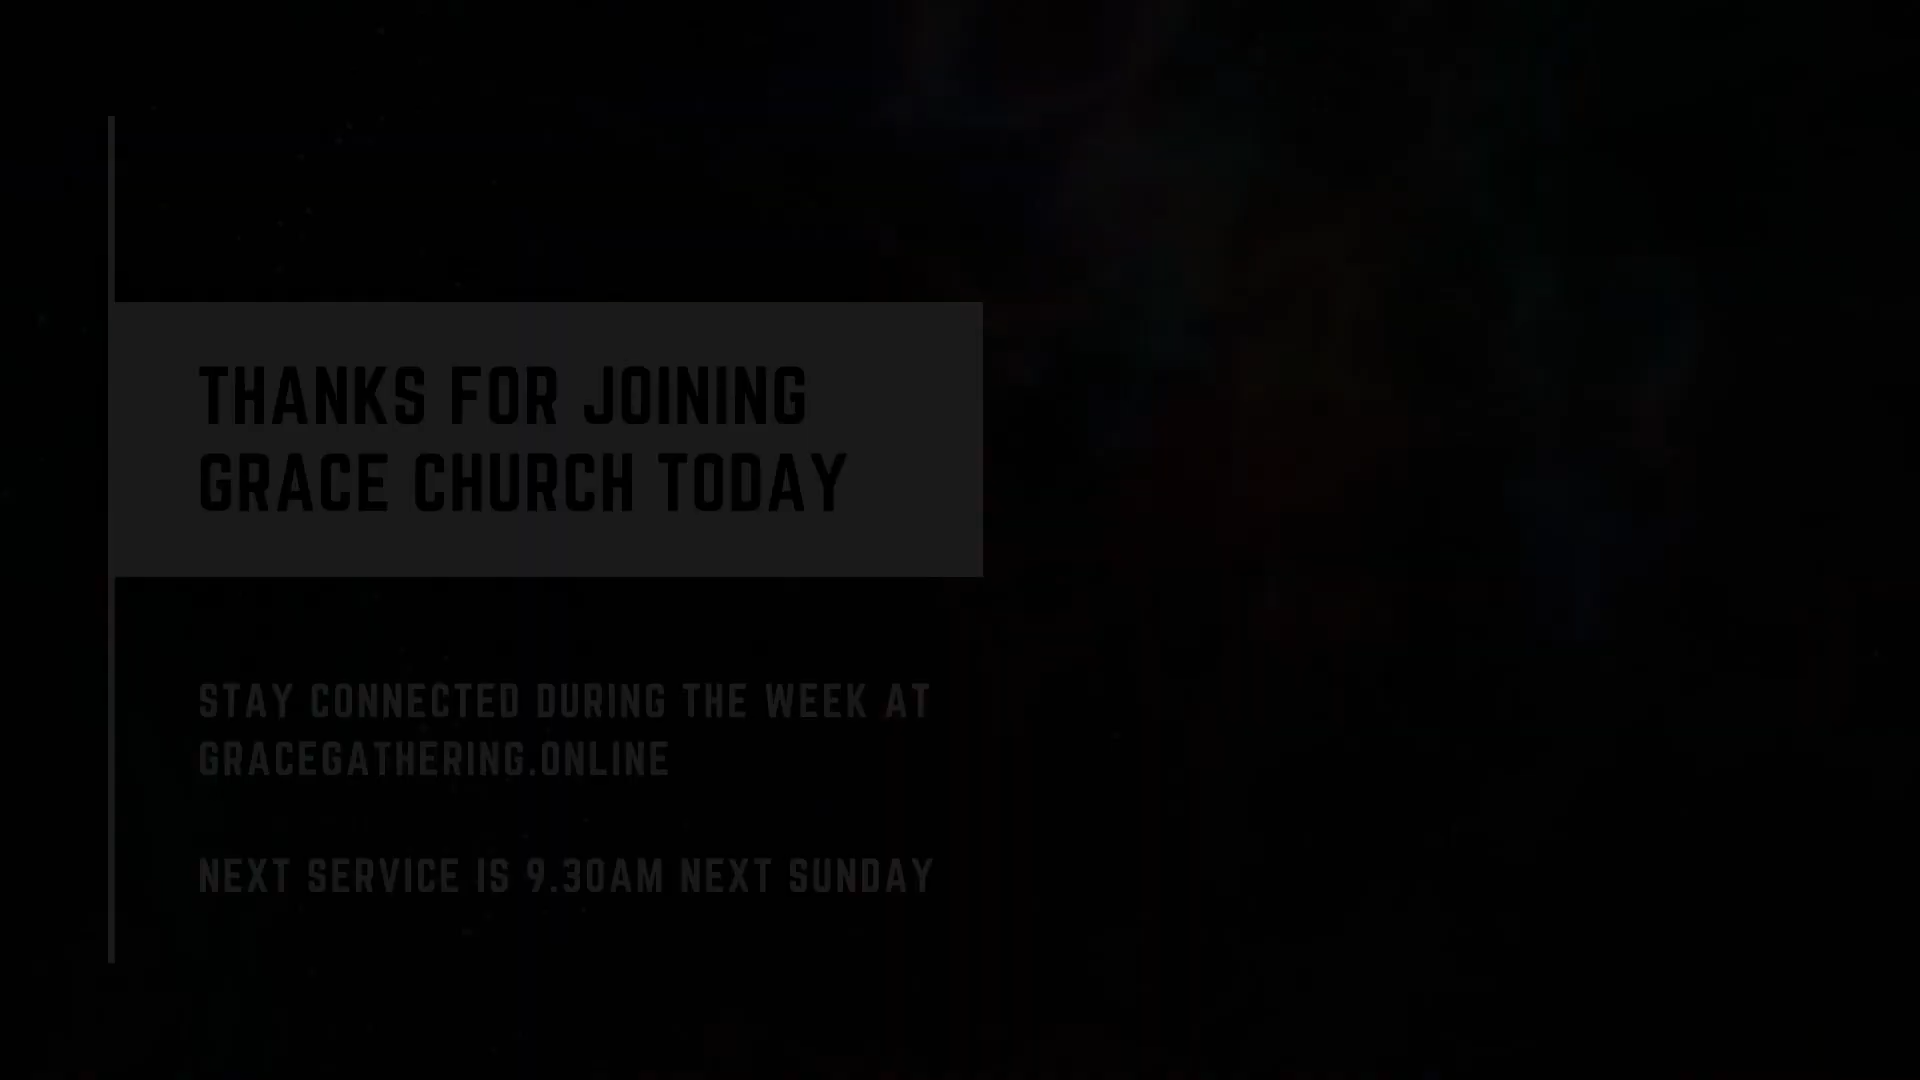 THANKS FOR JOINING
GRACE CHURCH TODAY
STAY CONNECTED DURING THE WEEK AT
GRACEGATHERING.ONLINE
NEXT SERVICE IS 9.30AM NEXT SUNDAY